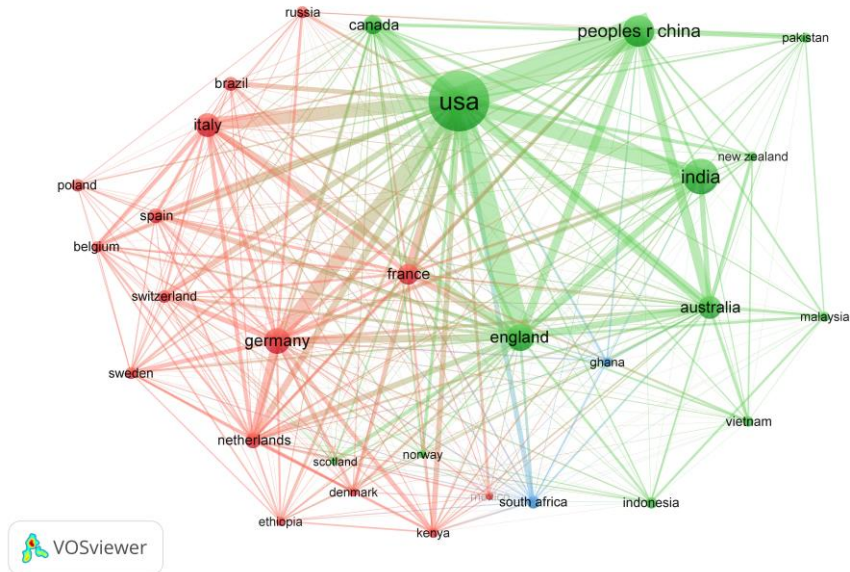 russia
canada
peoples r china
pakistan
brazil
usa
italy
new zealand
india
poland
spain
belgium
france
switzerland
australia
malaysia
germany
england
ghana
sweden
vietnam
netherlands
norway
scotland
denmark
mexico
south africa
indonesia
ethiopia
kenya
VOSviewer